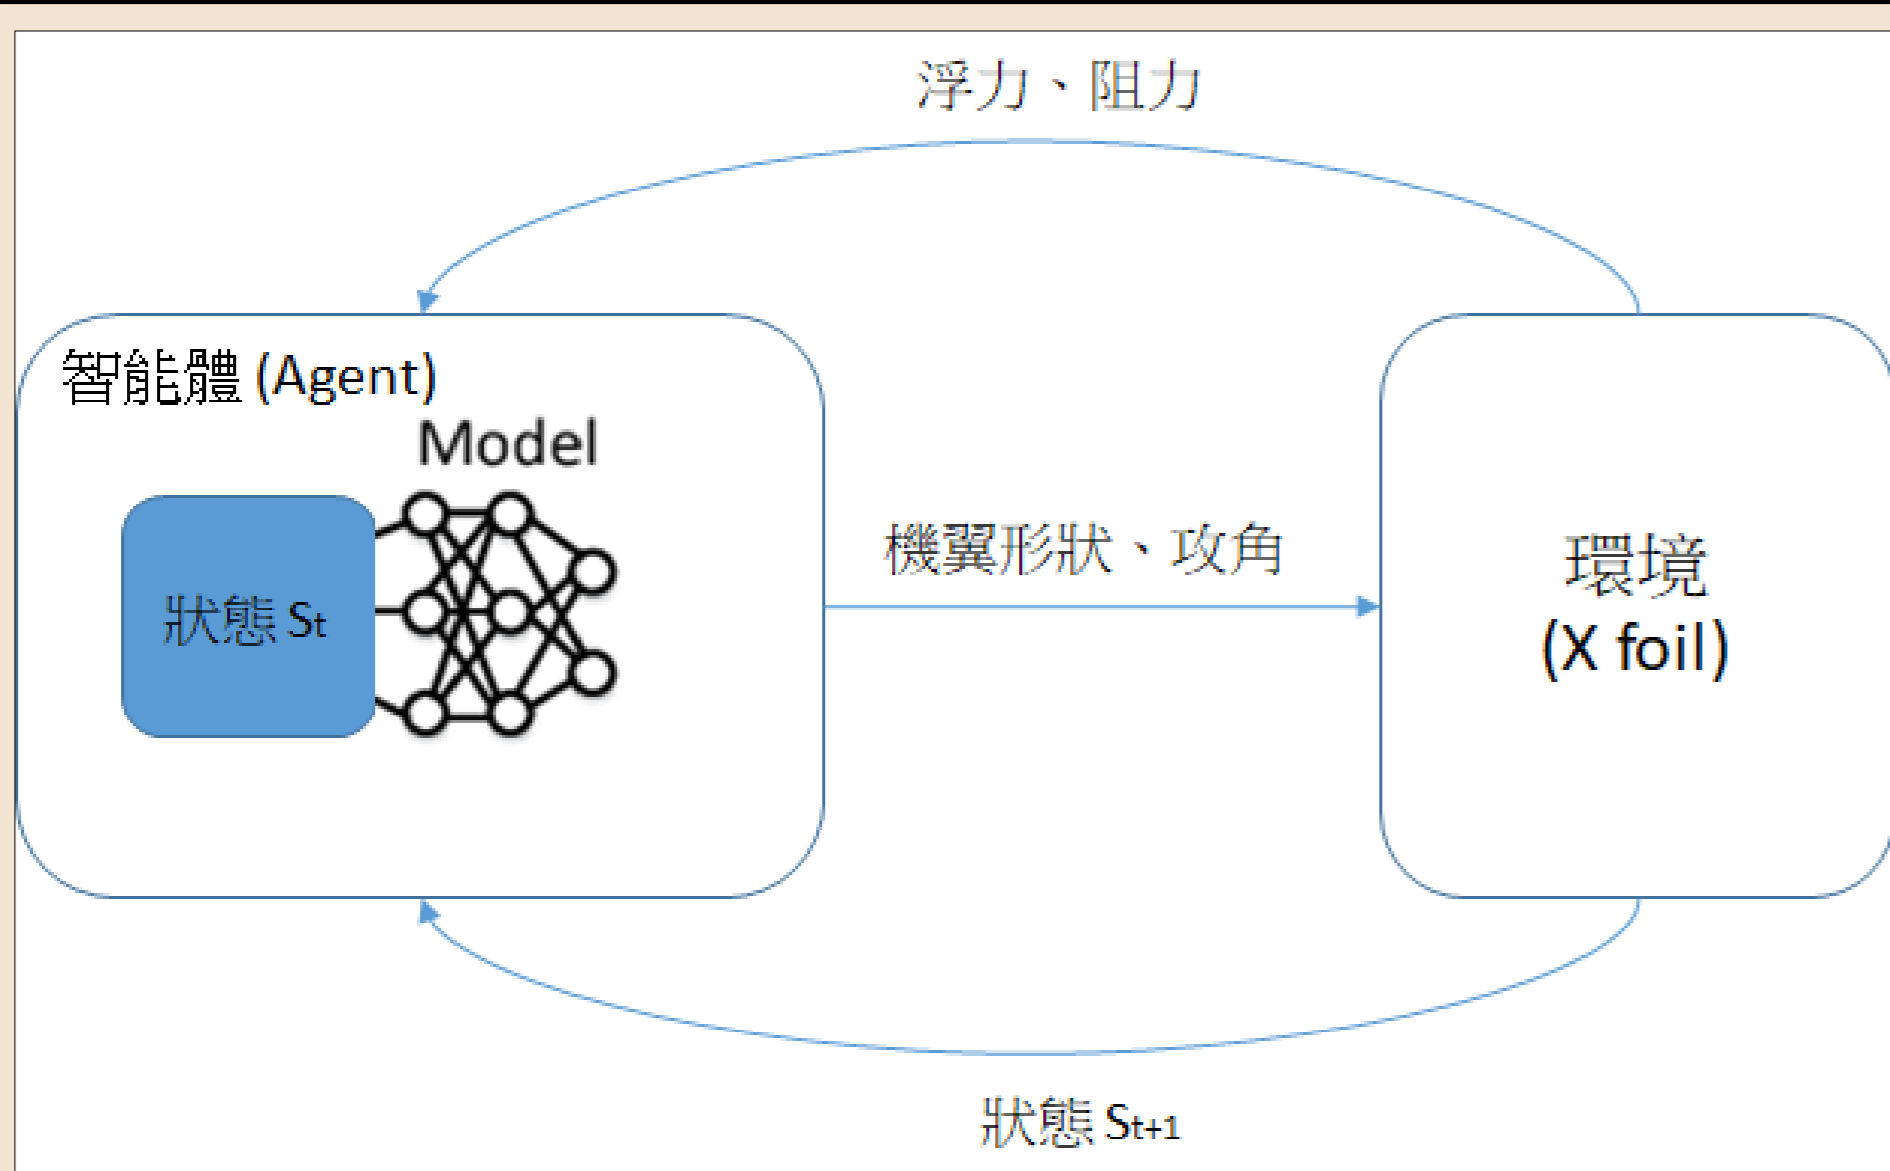 浮力、阻力
智能體 (Agent)
Model
狀態 St
機翼形狀、攻角
環境
(X foil)
狀態 St+1